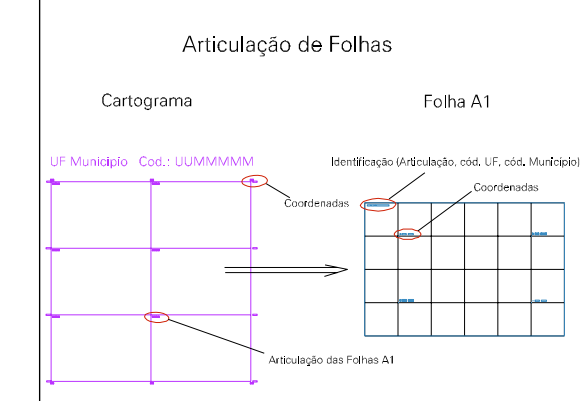 Articulação de Folhas
Cartograma
Folha A1
UF Município Cod.: UUMMMMM
Identificação (Articulação, cód. UF, cód. Município)
Coordenadas
Coordenadas
Articulação das Folhas A1